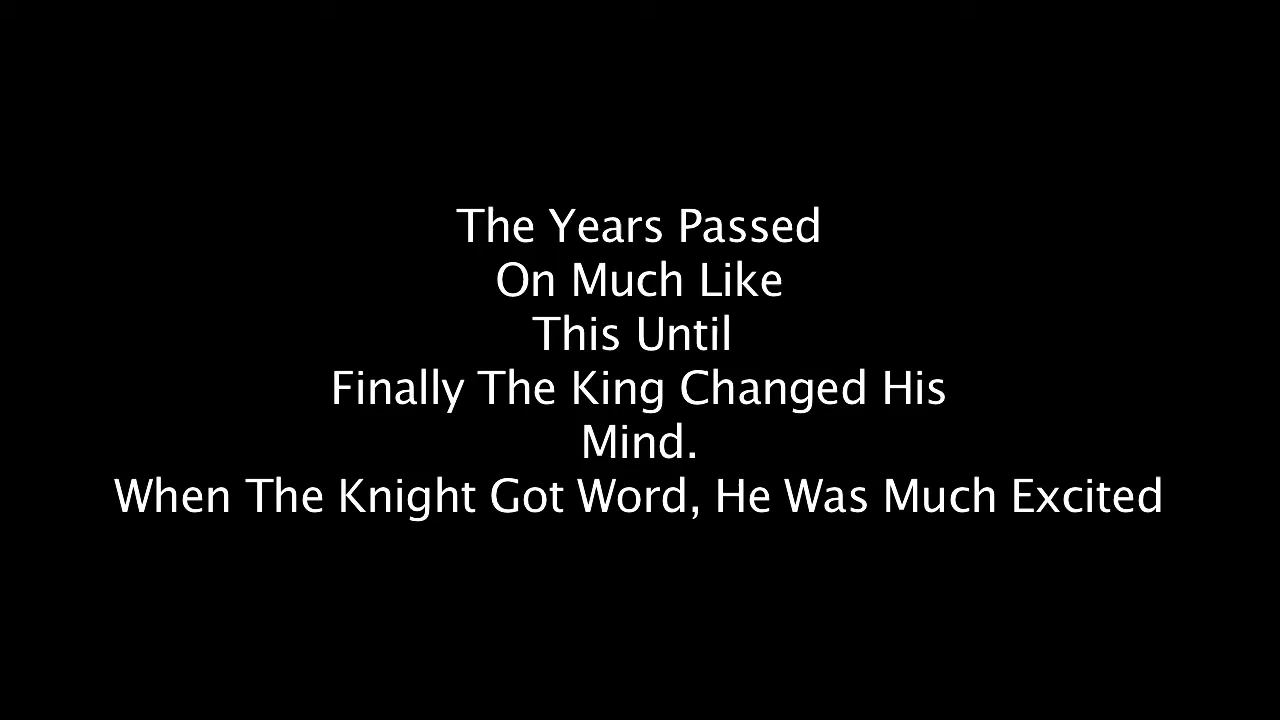 The Years Passed
On Much Like
This Until
Finally The King Changed His
Mind.
When The Knight Got Word, He Was Much Excited